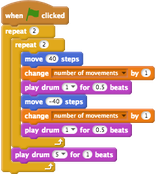 when clicked
repeat 2
repeat 2
move 40 steps
change number of movements by 1
play drum 1 for 0.5 beats
move -40 steps
change number of movements by 1
play drum 1 for 0.5 beats
play drum 5 for 1 beats